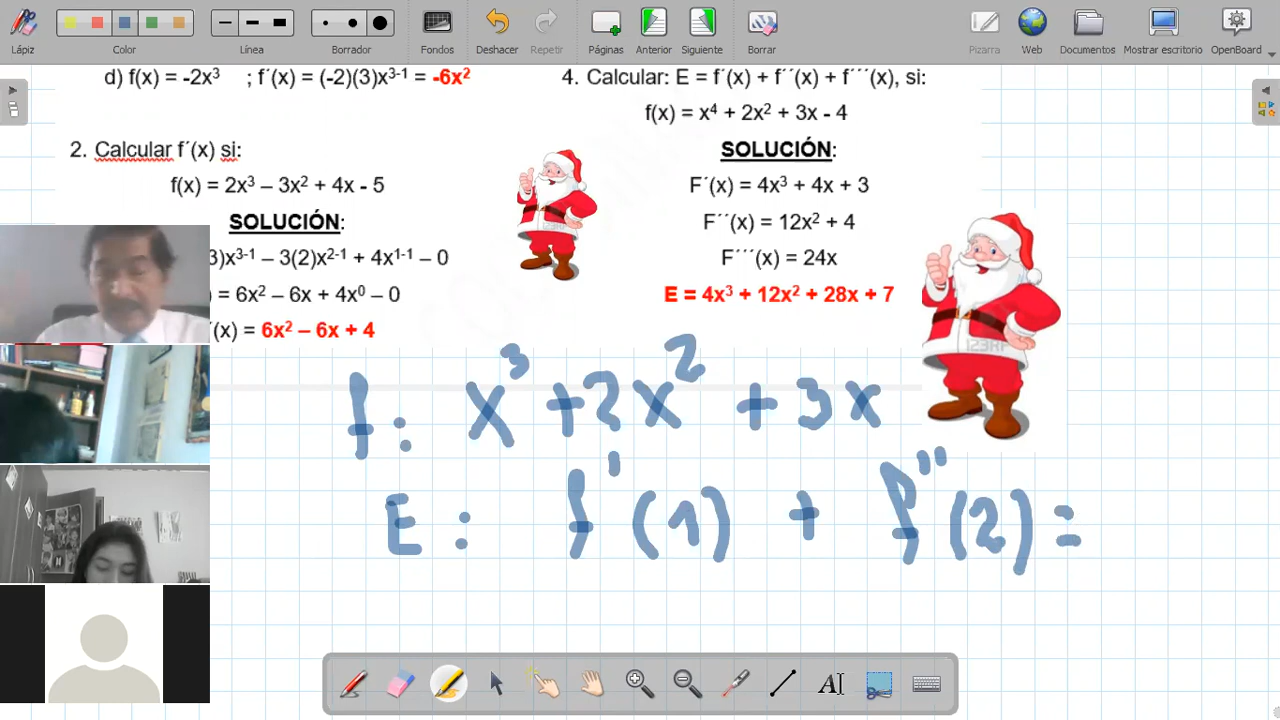 Lápiz
Color
Línea
Borrador
Fondos
Deshacer
Repetir
Páginas
Anterior
Siguiente
Borrar
Pizarra
Web
Documentos
Mostrar escritorio
OpenBoard
d) f(x) = -2x³ ; f´(x) = (-2)(3)x³⁻¹ = -6x²
2. Calcular f´(x) si:
f(x) = 2x³ – 3x² + 4x - 5
SOLUCIÓN:
3)x³⁻¹ – 3(2)x²⁻¹ + 4x¹⁻¹ – 0
) = 6x² – 6x + 4x⁰ – 0
´(x) = 6x² – 6x + 4
4. Calcular: E = f´(x) + f´´(x) + f´´´(x), si:
f(x) = x⁴ + 2x² + 3x - 4
SOLUCIÓN:
F´(x) = 4x³ + 4x + 3
F´´(x) = 12x² + 4
F´´´(x) = 24x
E = 4x³ + 12x² + 28x + 7
f: x³ + 2x² + 3x
E: f'(1) + f''(2) =